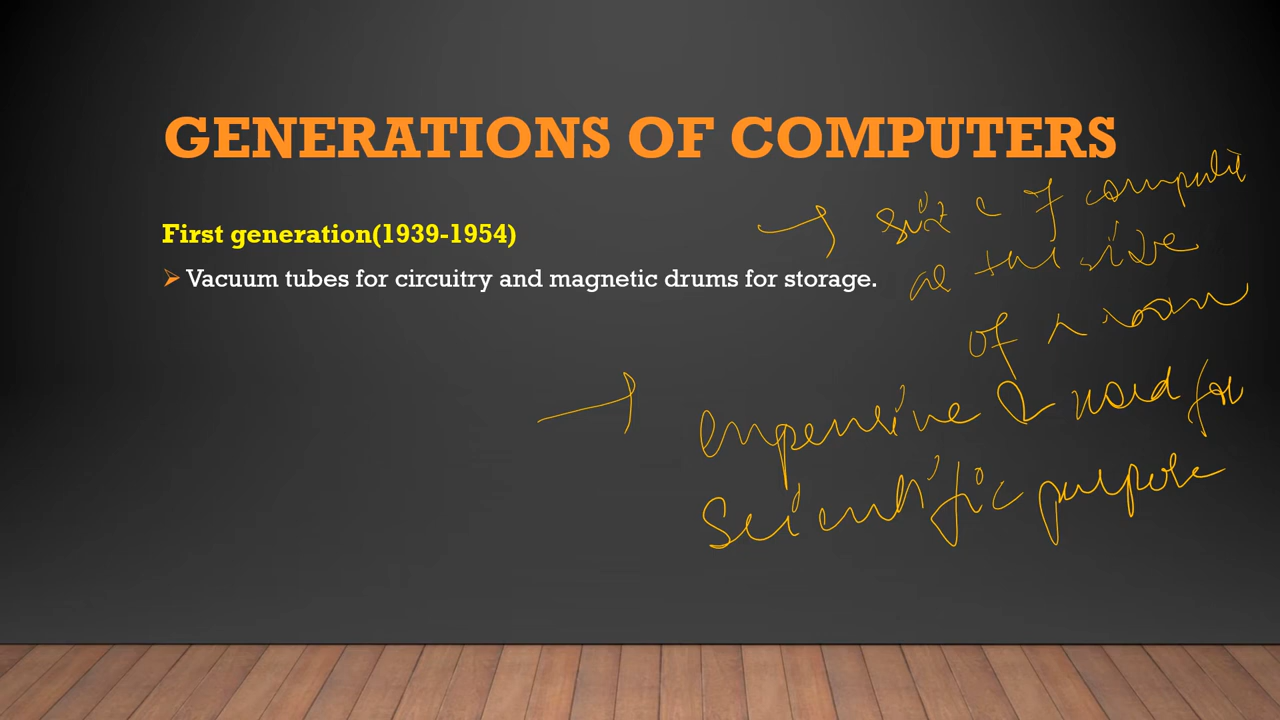 GENERATIONS OF COMPUTERS
First generation(1939-1954)
Vacuum tubes for circuitry and magnetic drums for storage.
→ size of computer
as the size
of a room
→ expensive & used for
scientific purpose